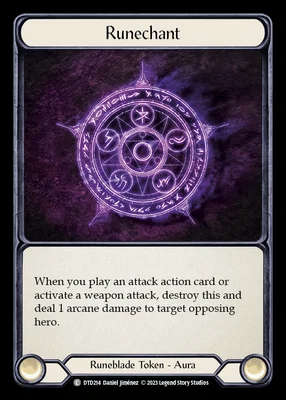 Runechant
When you play an attack action card or
activate a weapon attack, destroy this and
deal 1 arcane damage to target opposing
hero.
Runeblade Token - Aura
C DTD214 Daniel Jiménez © 2023 Legend Story Studios